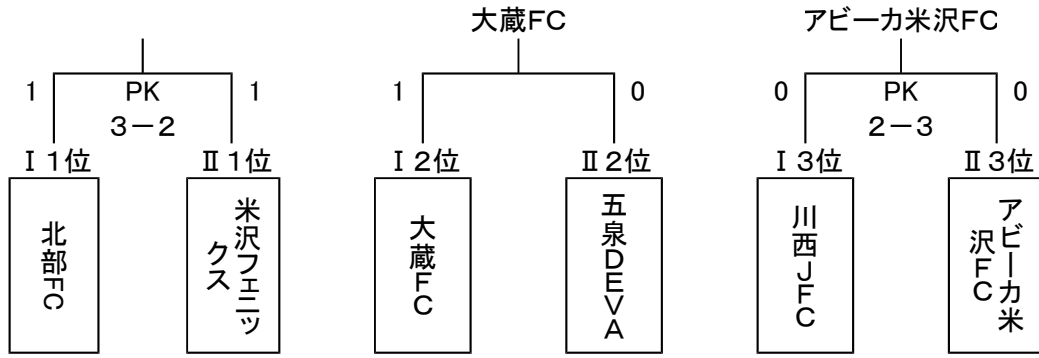 大蔵FC
アビーカ米沢FC
1 PK 1
3－2
1 0
0 PK 0
2－3
Ⅰ1位
Ⅱ1位
Ⅰ2位
Ⅱ2位
Ⅰ3位
Ⅱ3位
北部FC
米沢フェニックス
大蔵FC
五泉DEVA
川西JFC
アビーカ米沢FC